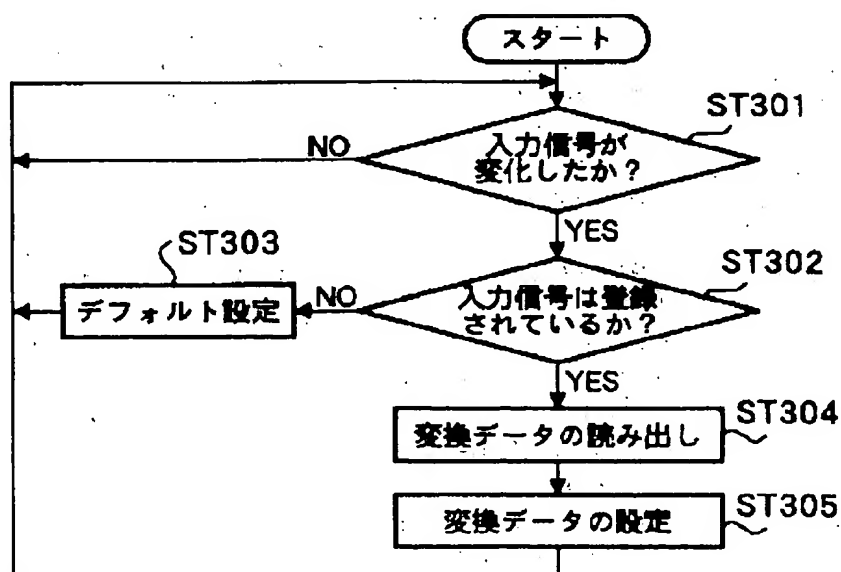 スタート
ST301
入力信号が
変化したか?
NO
YES
ST303
ST302
デフォルト設定
NO
入力信号は登録
されているか?
YES
ST304
変換データの読み出し
ST305
変換データの設定